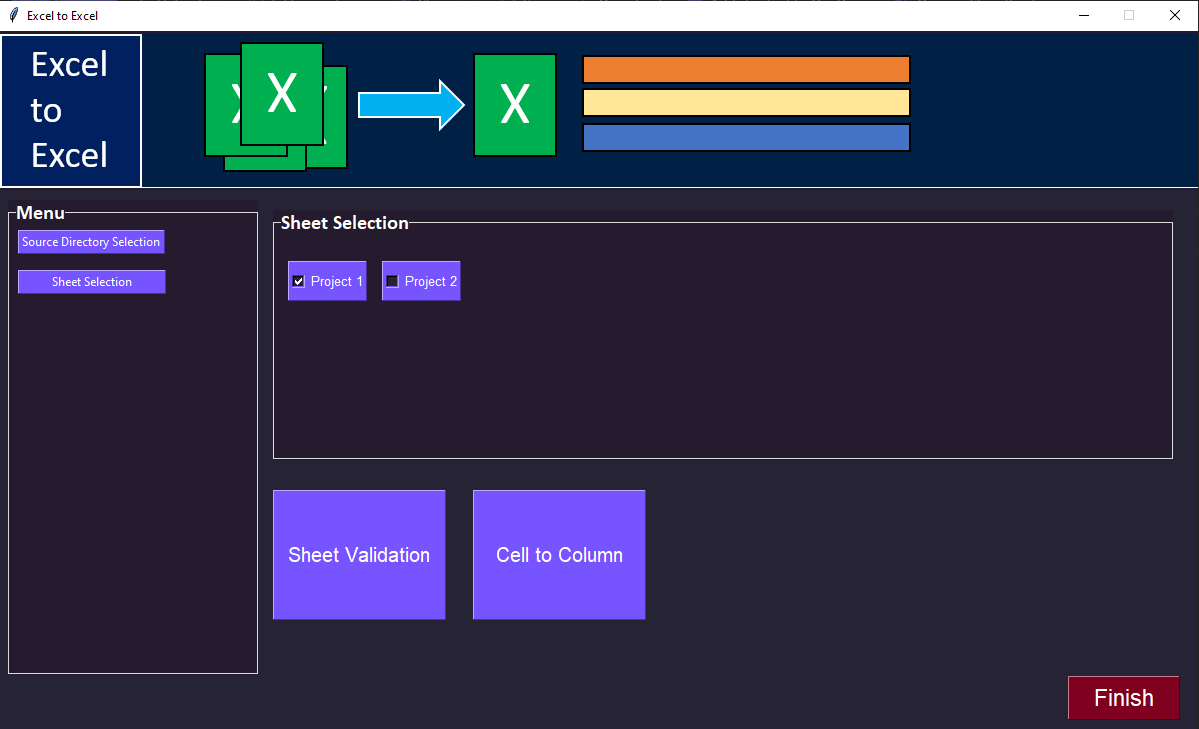 Excel to Excel
Excel
to
Excel
X
X
X
Menu
Source Directory Selection
Sheet Selection
Sheet Selection
Project 1
Project 2
Sheet Validation
Cell to Column
Finish